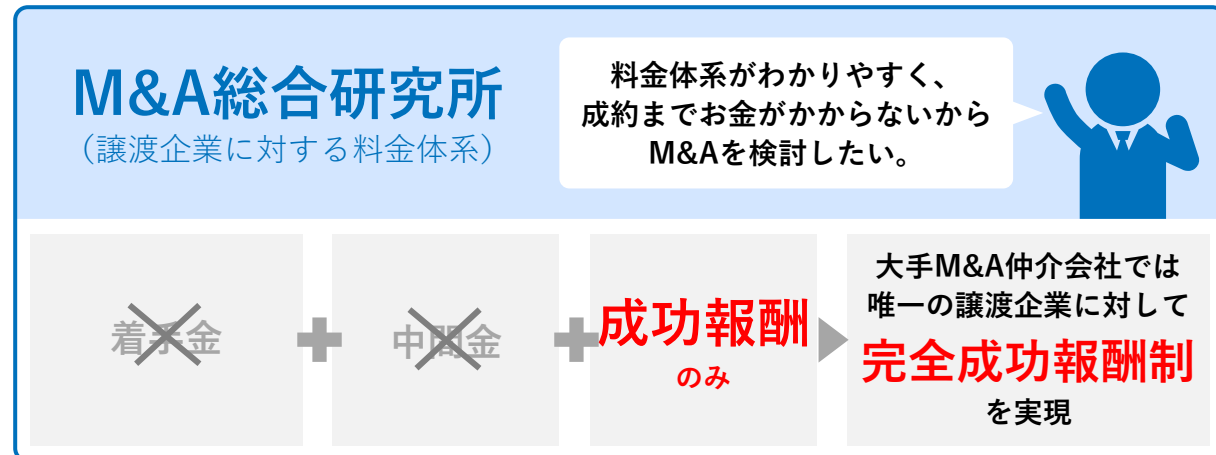 M&A総合研究所
（譲渡企業に対する料金体系）
料金体系がわかりやすく、
成約までお金がかからないから
M&Aを検討したい。
着手金
中間金
成功報酬
のみ
大手M&A仲介会社では
唯一の譲渡企業に対して
完全成功報酬制
を実現